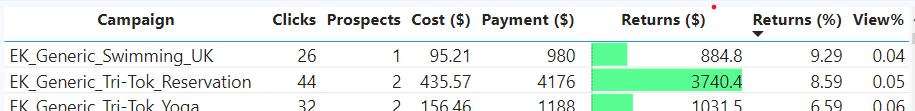 Campaign Clicks Prospects Cost ($) Payment ($) Returns ($) Returns (%) View%
EK_Generic_Swimming_UK 26 1 95.21 980 884.8 9.29 0.04
EK_Generic_Tri-Tok_Reservation 44 2 435.57 4176 3740.4 8.59 0.05
EK_Generic_Tri-Tok_Yoga 32 2 156.46 1188 1031.5 6.59 0.06